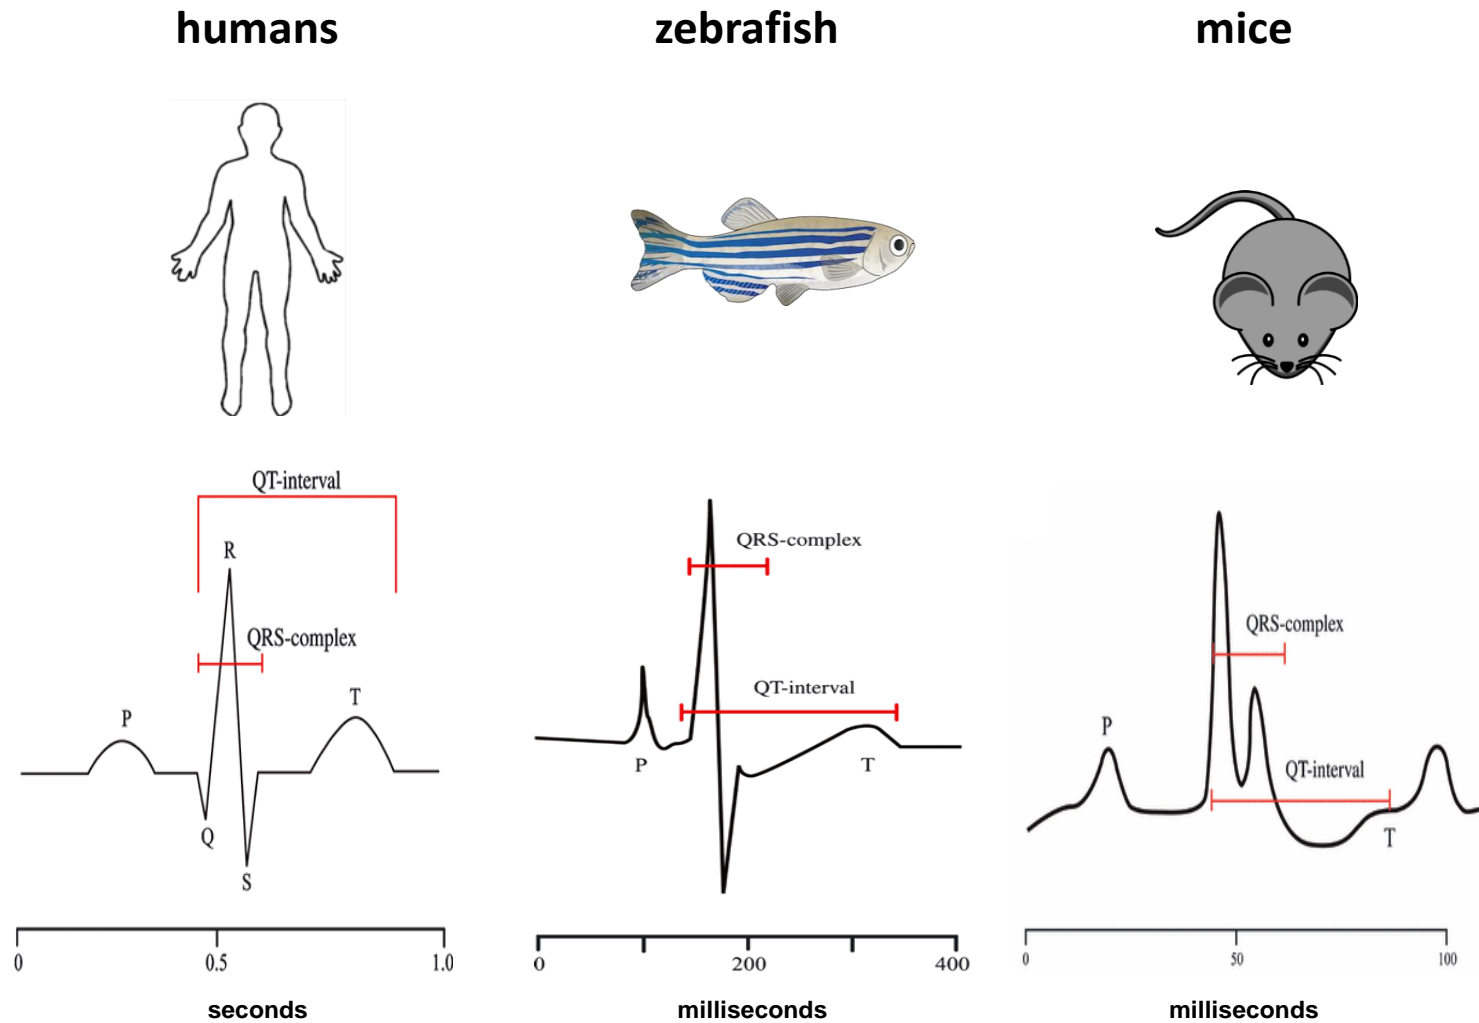 humans
zebrafish
mice
QT-interval
R
QRS-complex
P
T
Q
S
0
0.5
1.0
seconds
QRS-complex
QT-interval
P
T
0
200
400
milliseconds
QRS-complex
P
QT-interval
T
0
50
100
milliseconds